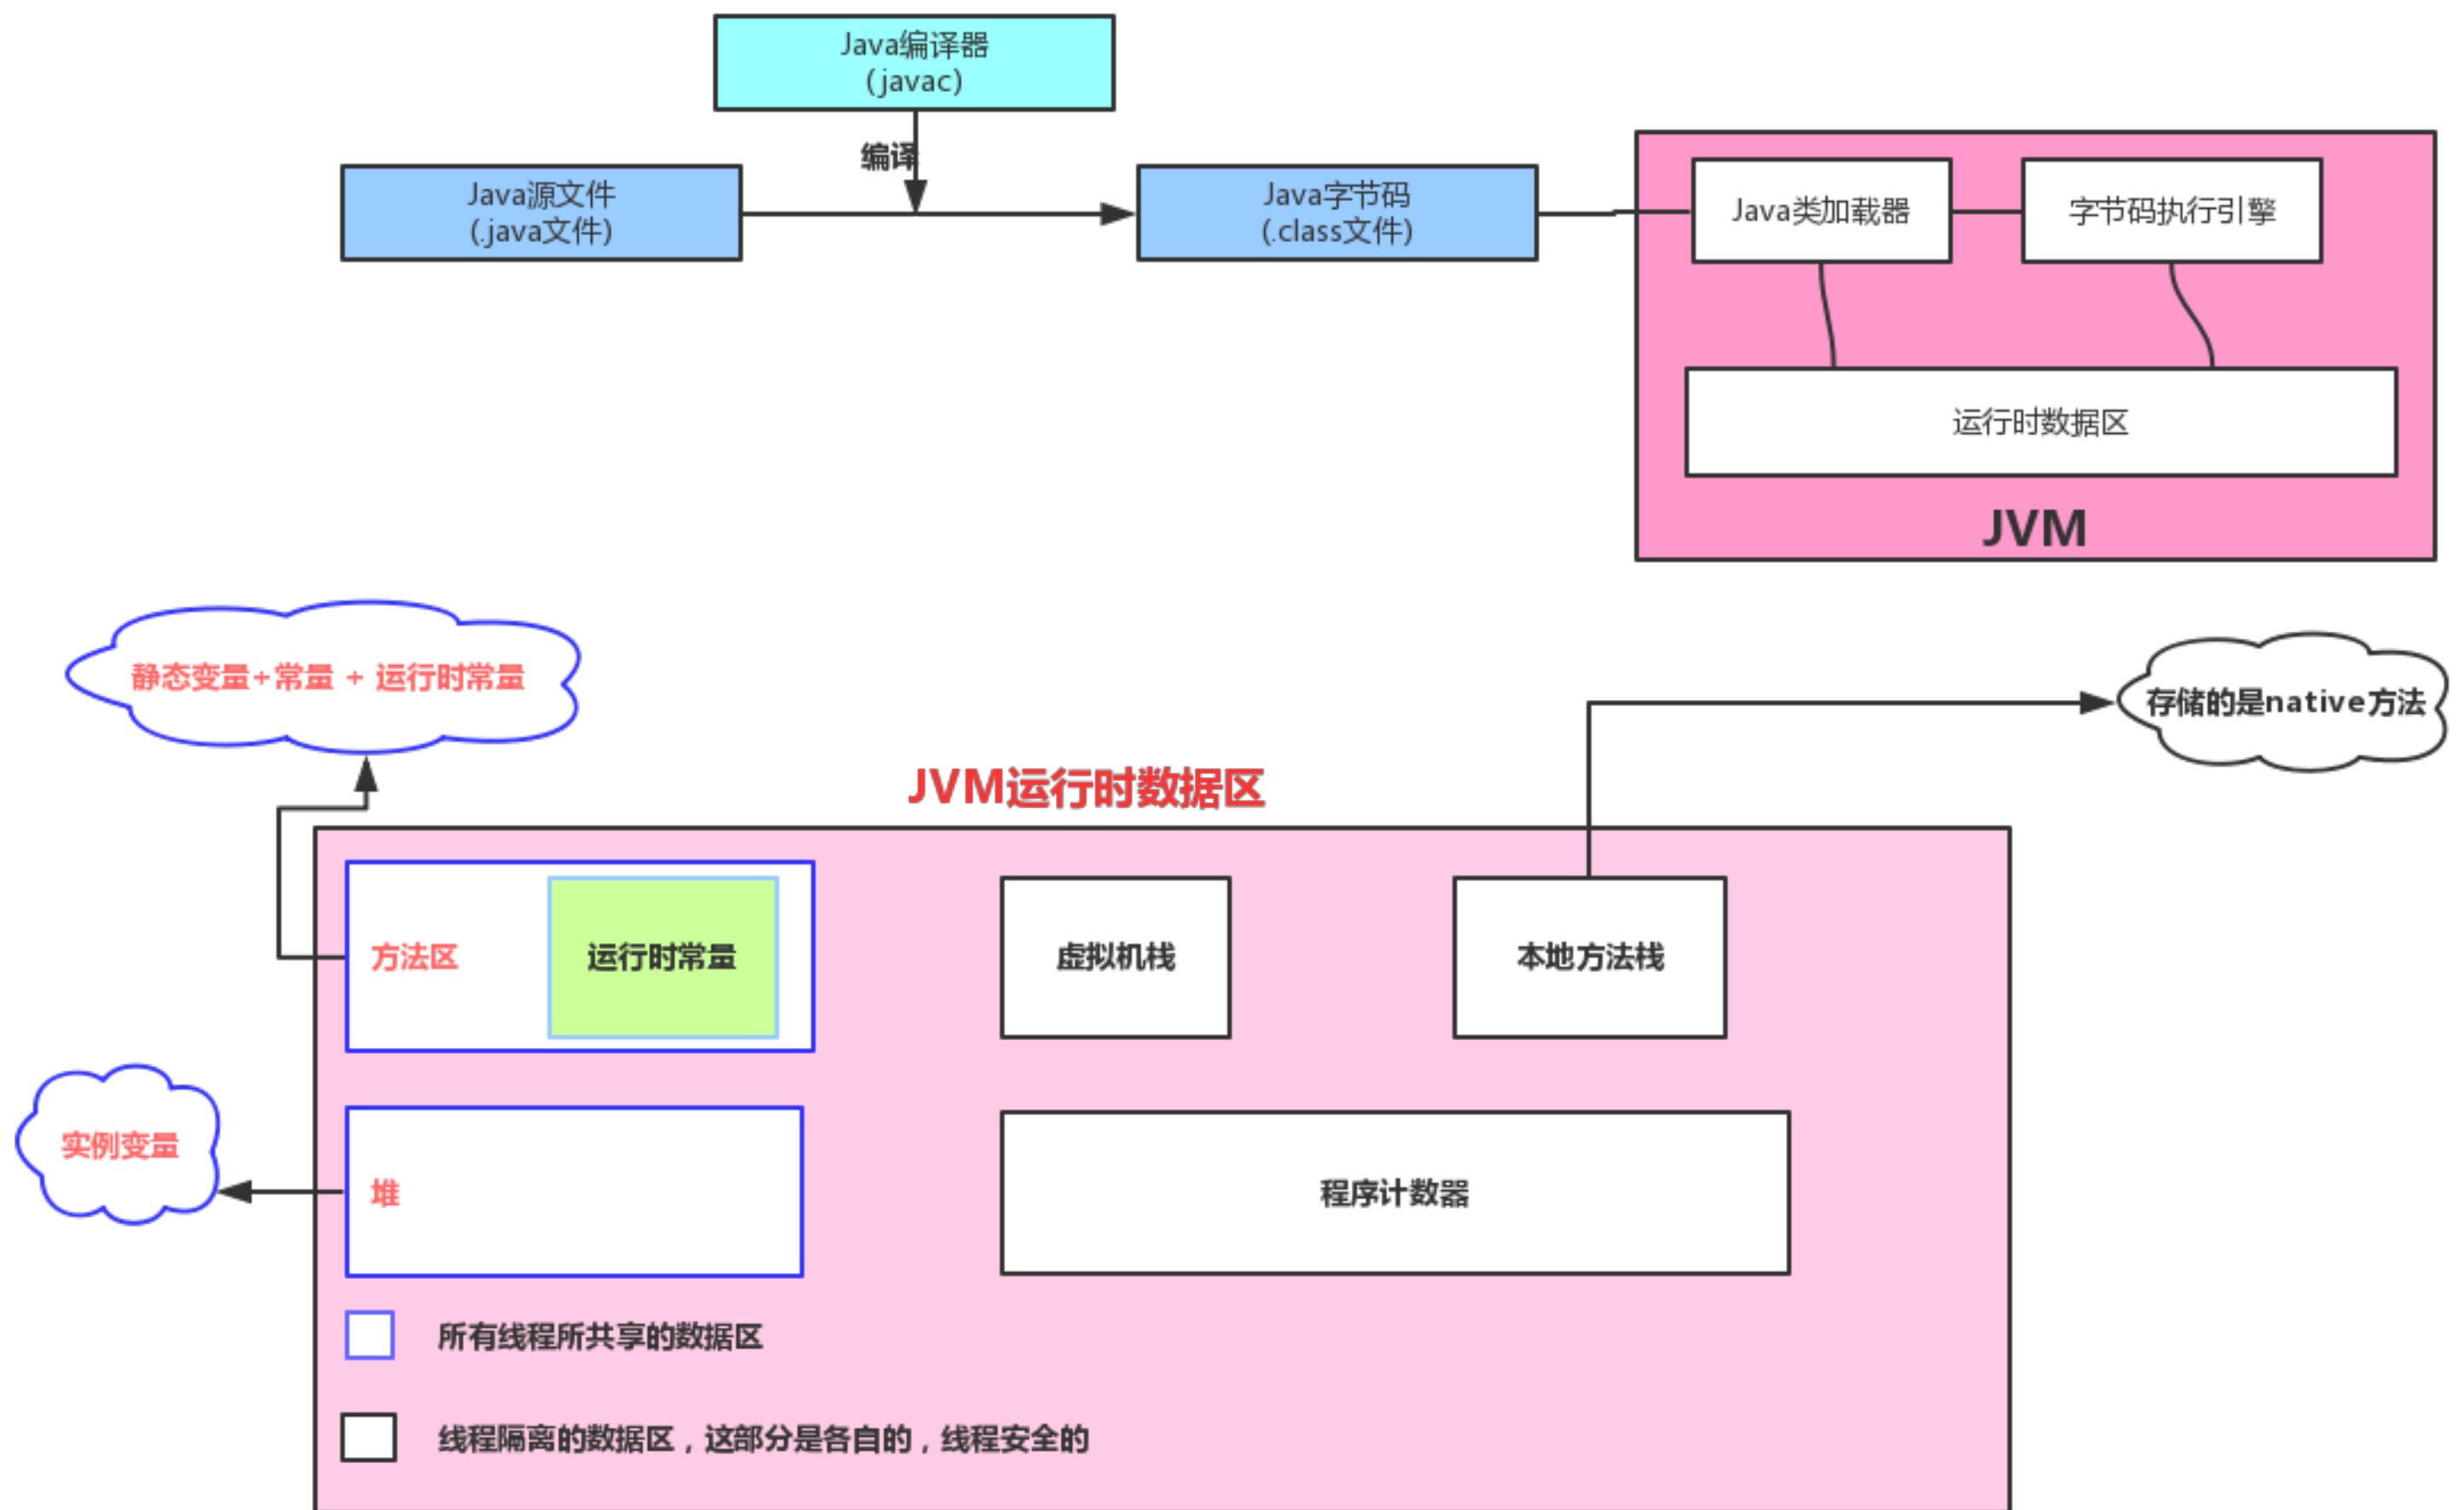 Java编译器
(javac)
编译
Java源文件
(.java文件)
Java字节码
(.class文件)
Java类加载器
字节码执行引擎
运行时数据区
JVM
静态变量+常量 + 运行时常量
存储的是native方法
JVM运行时数据区
方法区
运行时常量
虚拟机栈
本地方法栈
实例变量
堆
程序计数器
所有线程所共享的数据区
线程隔离的数据区，这部分是各自的，线程安全的